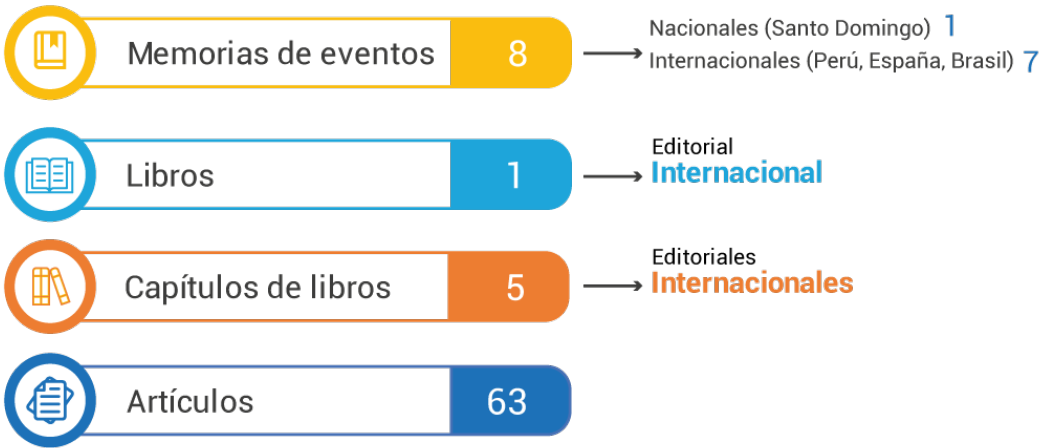 Memorias de eventos 8
Nacionales (Santo Domingo) 1
Internacionales (Perú, España, Brasil) 7
Libros 1
Editorial
Internacional
Capítulos de libros 5
Editoriales
Internacionales
Artículos 63